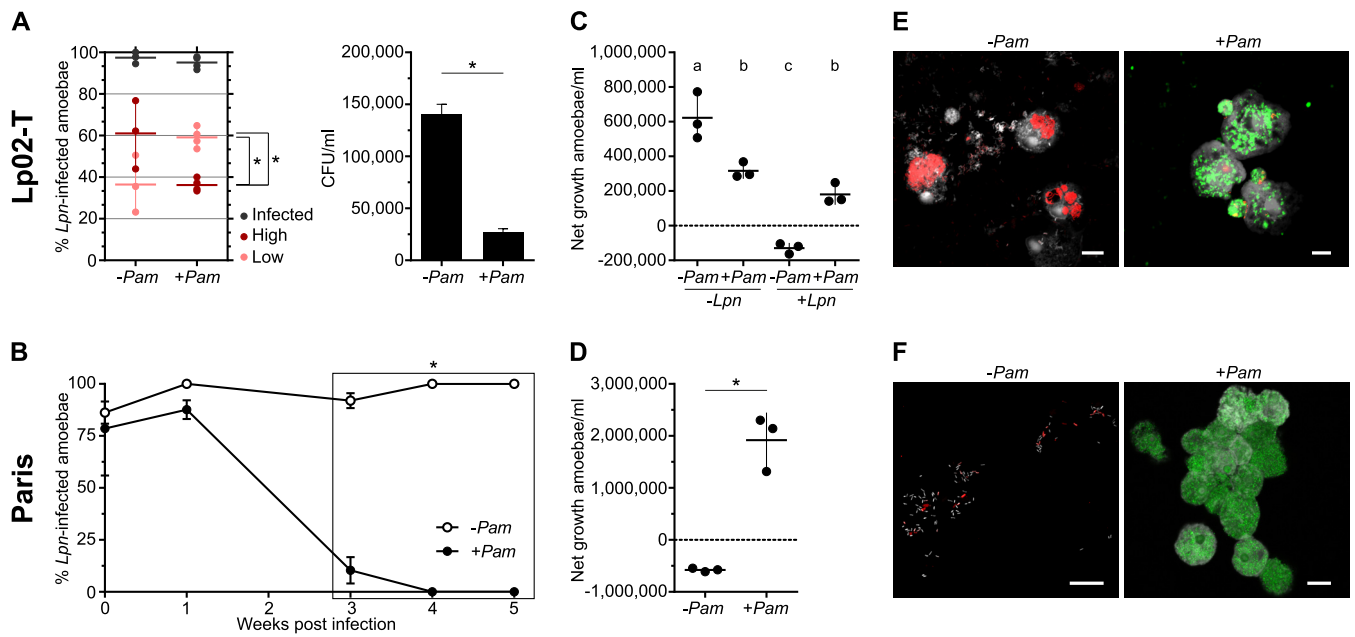 A
Lp02-T
% Lpn-infected amoebae
100
80
60
40
20
0
-Pam
+Pam
*
*
Infected
High
Low
CFU/ml
200,000
150,000
100,000
50,000
0
*
-Pam
+Pam
C
Net growth amoebae/ml
1,000,000
800,000
600,000
400,000
200,000
0
-200,000
a
b
c
b
-Pam +Pam -Pam +Pam
-Lpn
+Lpn
E
-Pam
+Pam
B
Paris
% Lpn-infected amoebae
100
75
50
25
0
*
-Pam
+Pam
0
1
2
3
4
5
Weeks post infection
D
Net growth amoebae/ml
3,000,000
2,000,000
1,000,000
0
-1,000,000
*
-Pam
+Pam
F
-Pam
+Pam